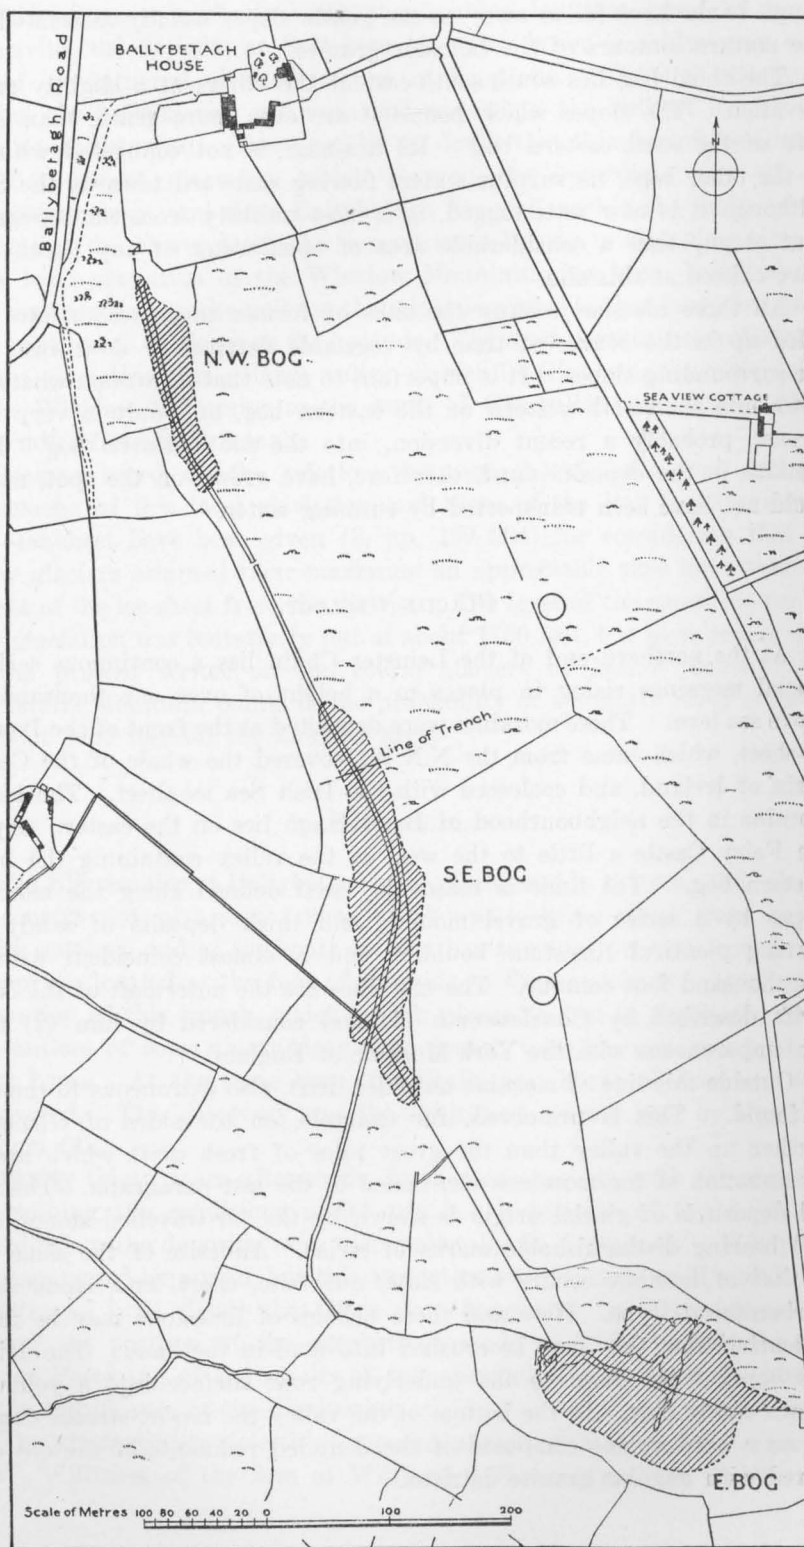 BALLYBETAGH
HOUSE
Ballybetag Road
N
N.W. BOG
SEA VIEW COTTAGE
Line of Trench
S.E. BOG
E. BOG
Scale of Metres
100 80 60 40 20 0 100 200